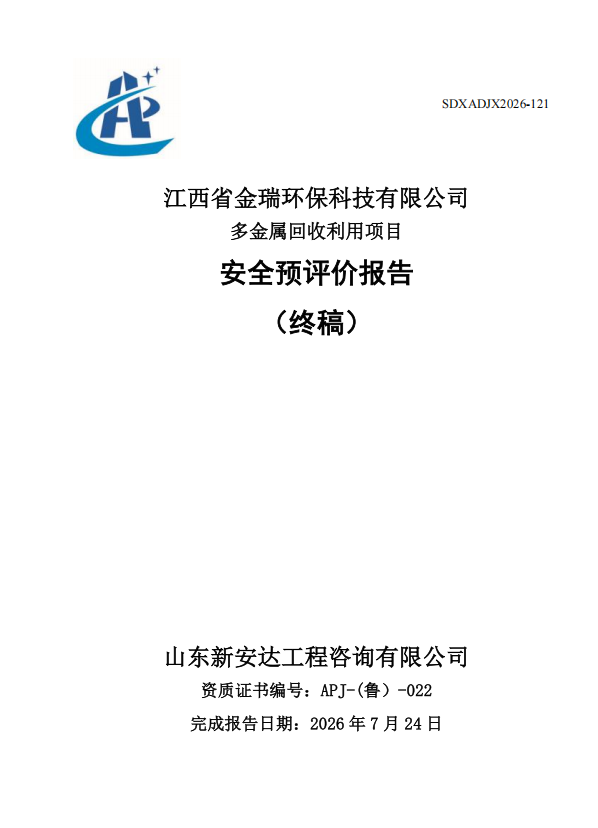 SDXADJX2026-121
江西省金瑞环保科技有限公司
多金属回收利用项目
安全预评价报告
（终稿）
山东新安达工程咨询有限公司
资质证书编号：APJ-(鲁）-022
完成报告日期：2026 年 7 月 24 日